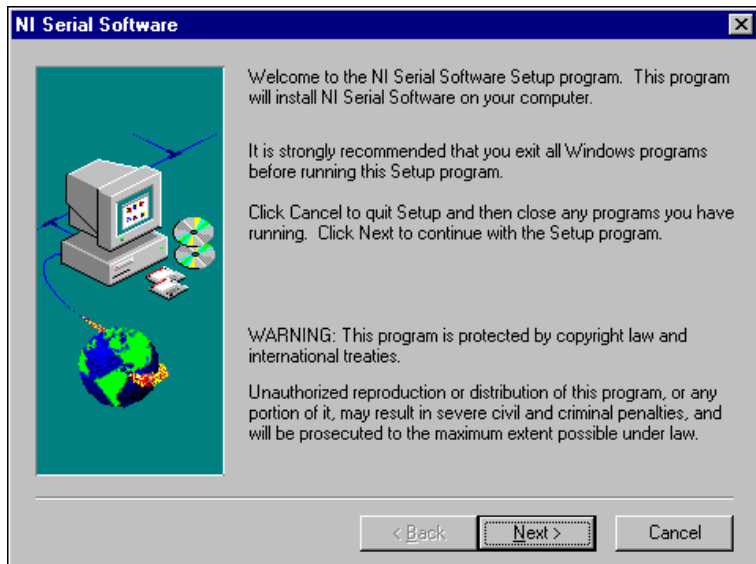 NI Serial Software
Welcome to the NI Serial Software Setup program.  This program
will install NI Serial Software on your computer.
It is strongly recommended that you exit all Windows programs
before running this Setup program.
Click Cancel to quit Setup and then close any programs you have
running.  Click Next to continue with the Setup program.
WARNING: This program is protected by copyright law and
international treaties.
Unauthorized reproduction or distribution of this program, or any
portion of it, may result in severe civil and criminal penalties, and
will be prosecuted to the maximum extent possible under law.
< Back
Next >
Cancel